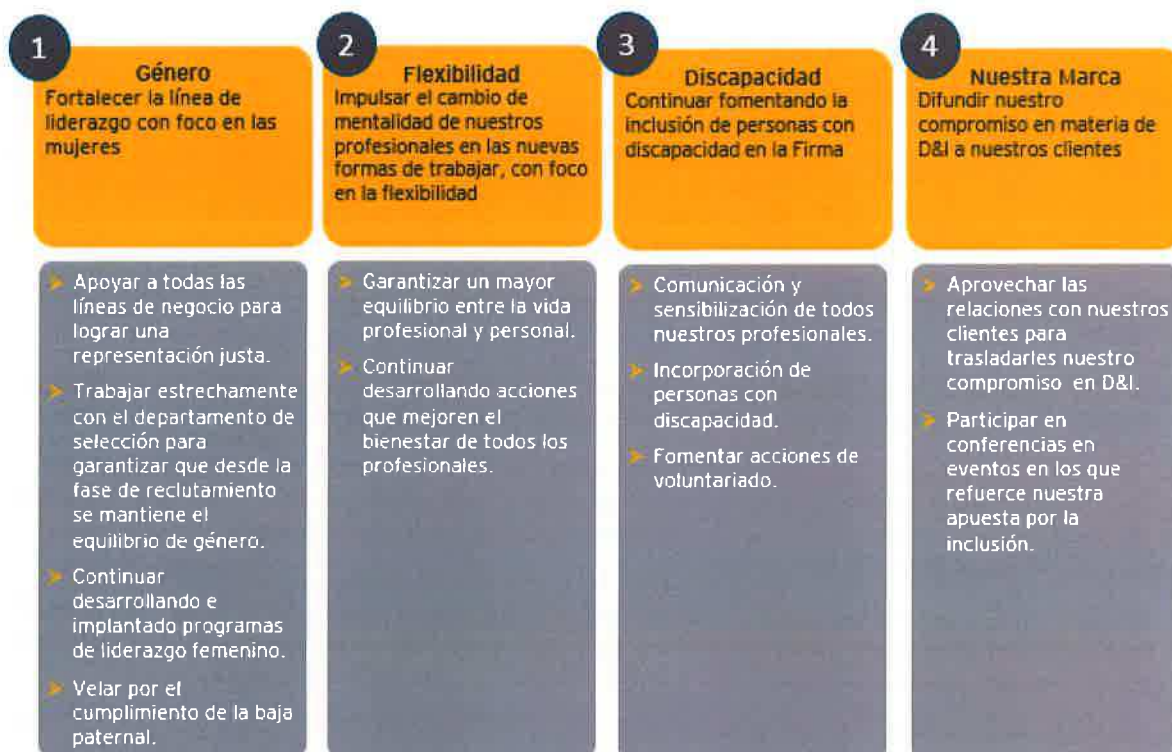 1
Género
Fortalecer la línea de
liderazgo con foco en las
mujeres
Apoyar a todas las
líneas de negocio para
lograr una
representación justa.
Trabajar estrechamente
con el departamento de
selección para
garantizar que desde la
fase de reclutamiento
se mantiene el
equilibrio de género.
Continuar
desarrollando e
implantado programas
de liderazgo femenino.
Velar por el
cumplimiento de la baja
paternal.
2
Flexibilidad
Impulsar el cambio de
mentalidad de nuestros
profesionales en las nuevas
formas de trabajar, con foco
en la flexibilidad
Garantizar un mayor
equilibrio entre la vida
profesional y personal.
Continuar
desarrollando acciones
que mejoren el
bienestar de todos los
profesionales.
3
Discapacidad
Continuar fomentando la
inclusión de personas con
discapacidad en la Firma
Comunicación y
sensibilización de todos
nuestros profesionales.
Incorporación de
personas con
discapacidad.
Fomentar acciones de
voluntariado.
4
Nuestra Marca
Difundir nuestro
compromiso en materia de
D&I a nuestros clientes
Aprovechar las
relaciones con nuestros
clientes para
trasladarles nuestro
compromiso en D&I.
Participar en
conferencias en
eventos en los que
refuerce nuestra
apuesta por la
inclusión.